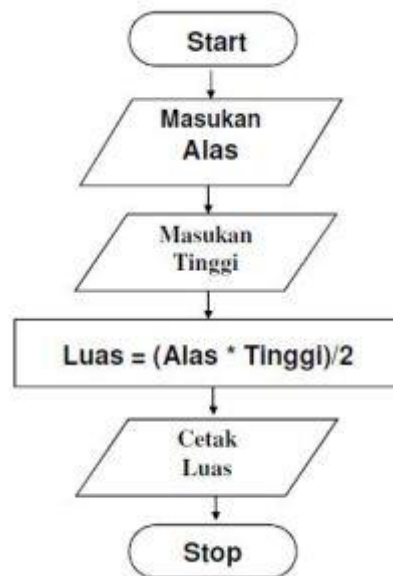 Start
Masukan
Alas
Masukan
Tinggi
Luas = (Alas * Tinggi)/2
Cetak
Luas
Stop